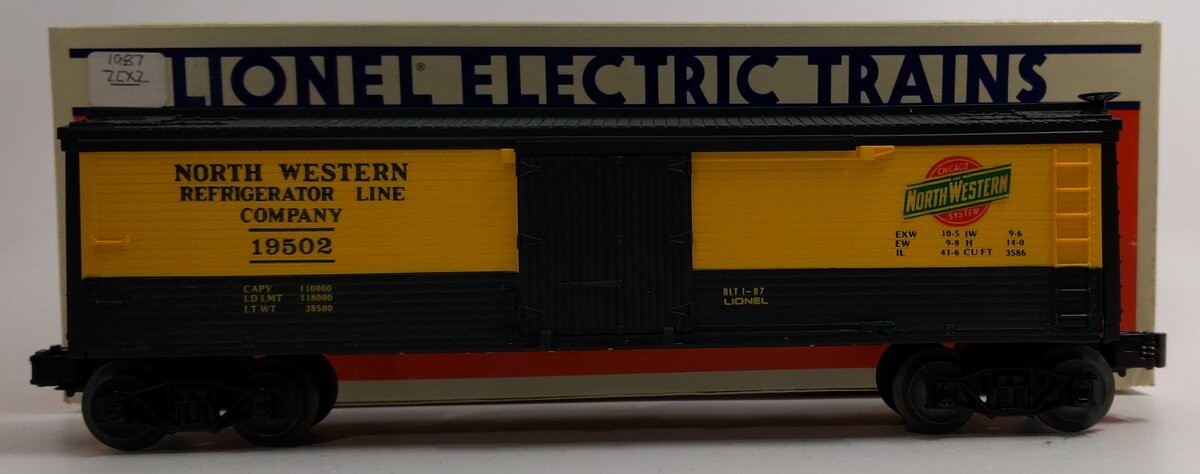 1987
LIONEL® ELECTRIC TRAINS
NORTH WESTERN
REFRIGERATOR LINE
COMPANY
19502
CAPY 110000
LD LMT 118000
LT WT 38500
BLT 1-87
LIONEL
CHICAGO
AND
NORTH WESTERN
SYSTEM
EXW 10-5 IW 9-6
EW 9-8 H 14-0
IL 41-6 CU FT 3586